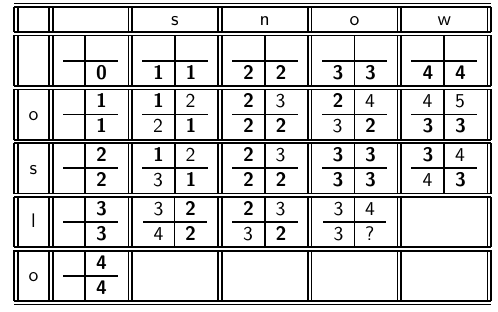 s n o w
0 1 1 2 2 3 3 4 4
1 1 2 2 3 2 4 4 5
o
1 2 1 2 2 3 2 3 3
2 1 2 2 3 3 3 3 4
s
2 3 1 2 2 3 3 4 3
3 3 2 2 3 3 4
l
3 4 2 3 2 3 ?
4
o
4